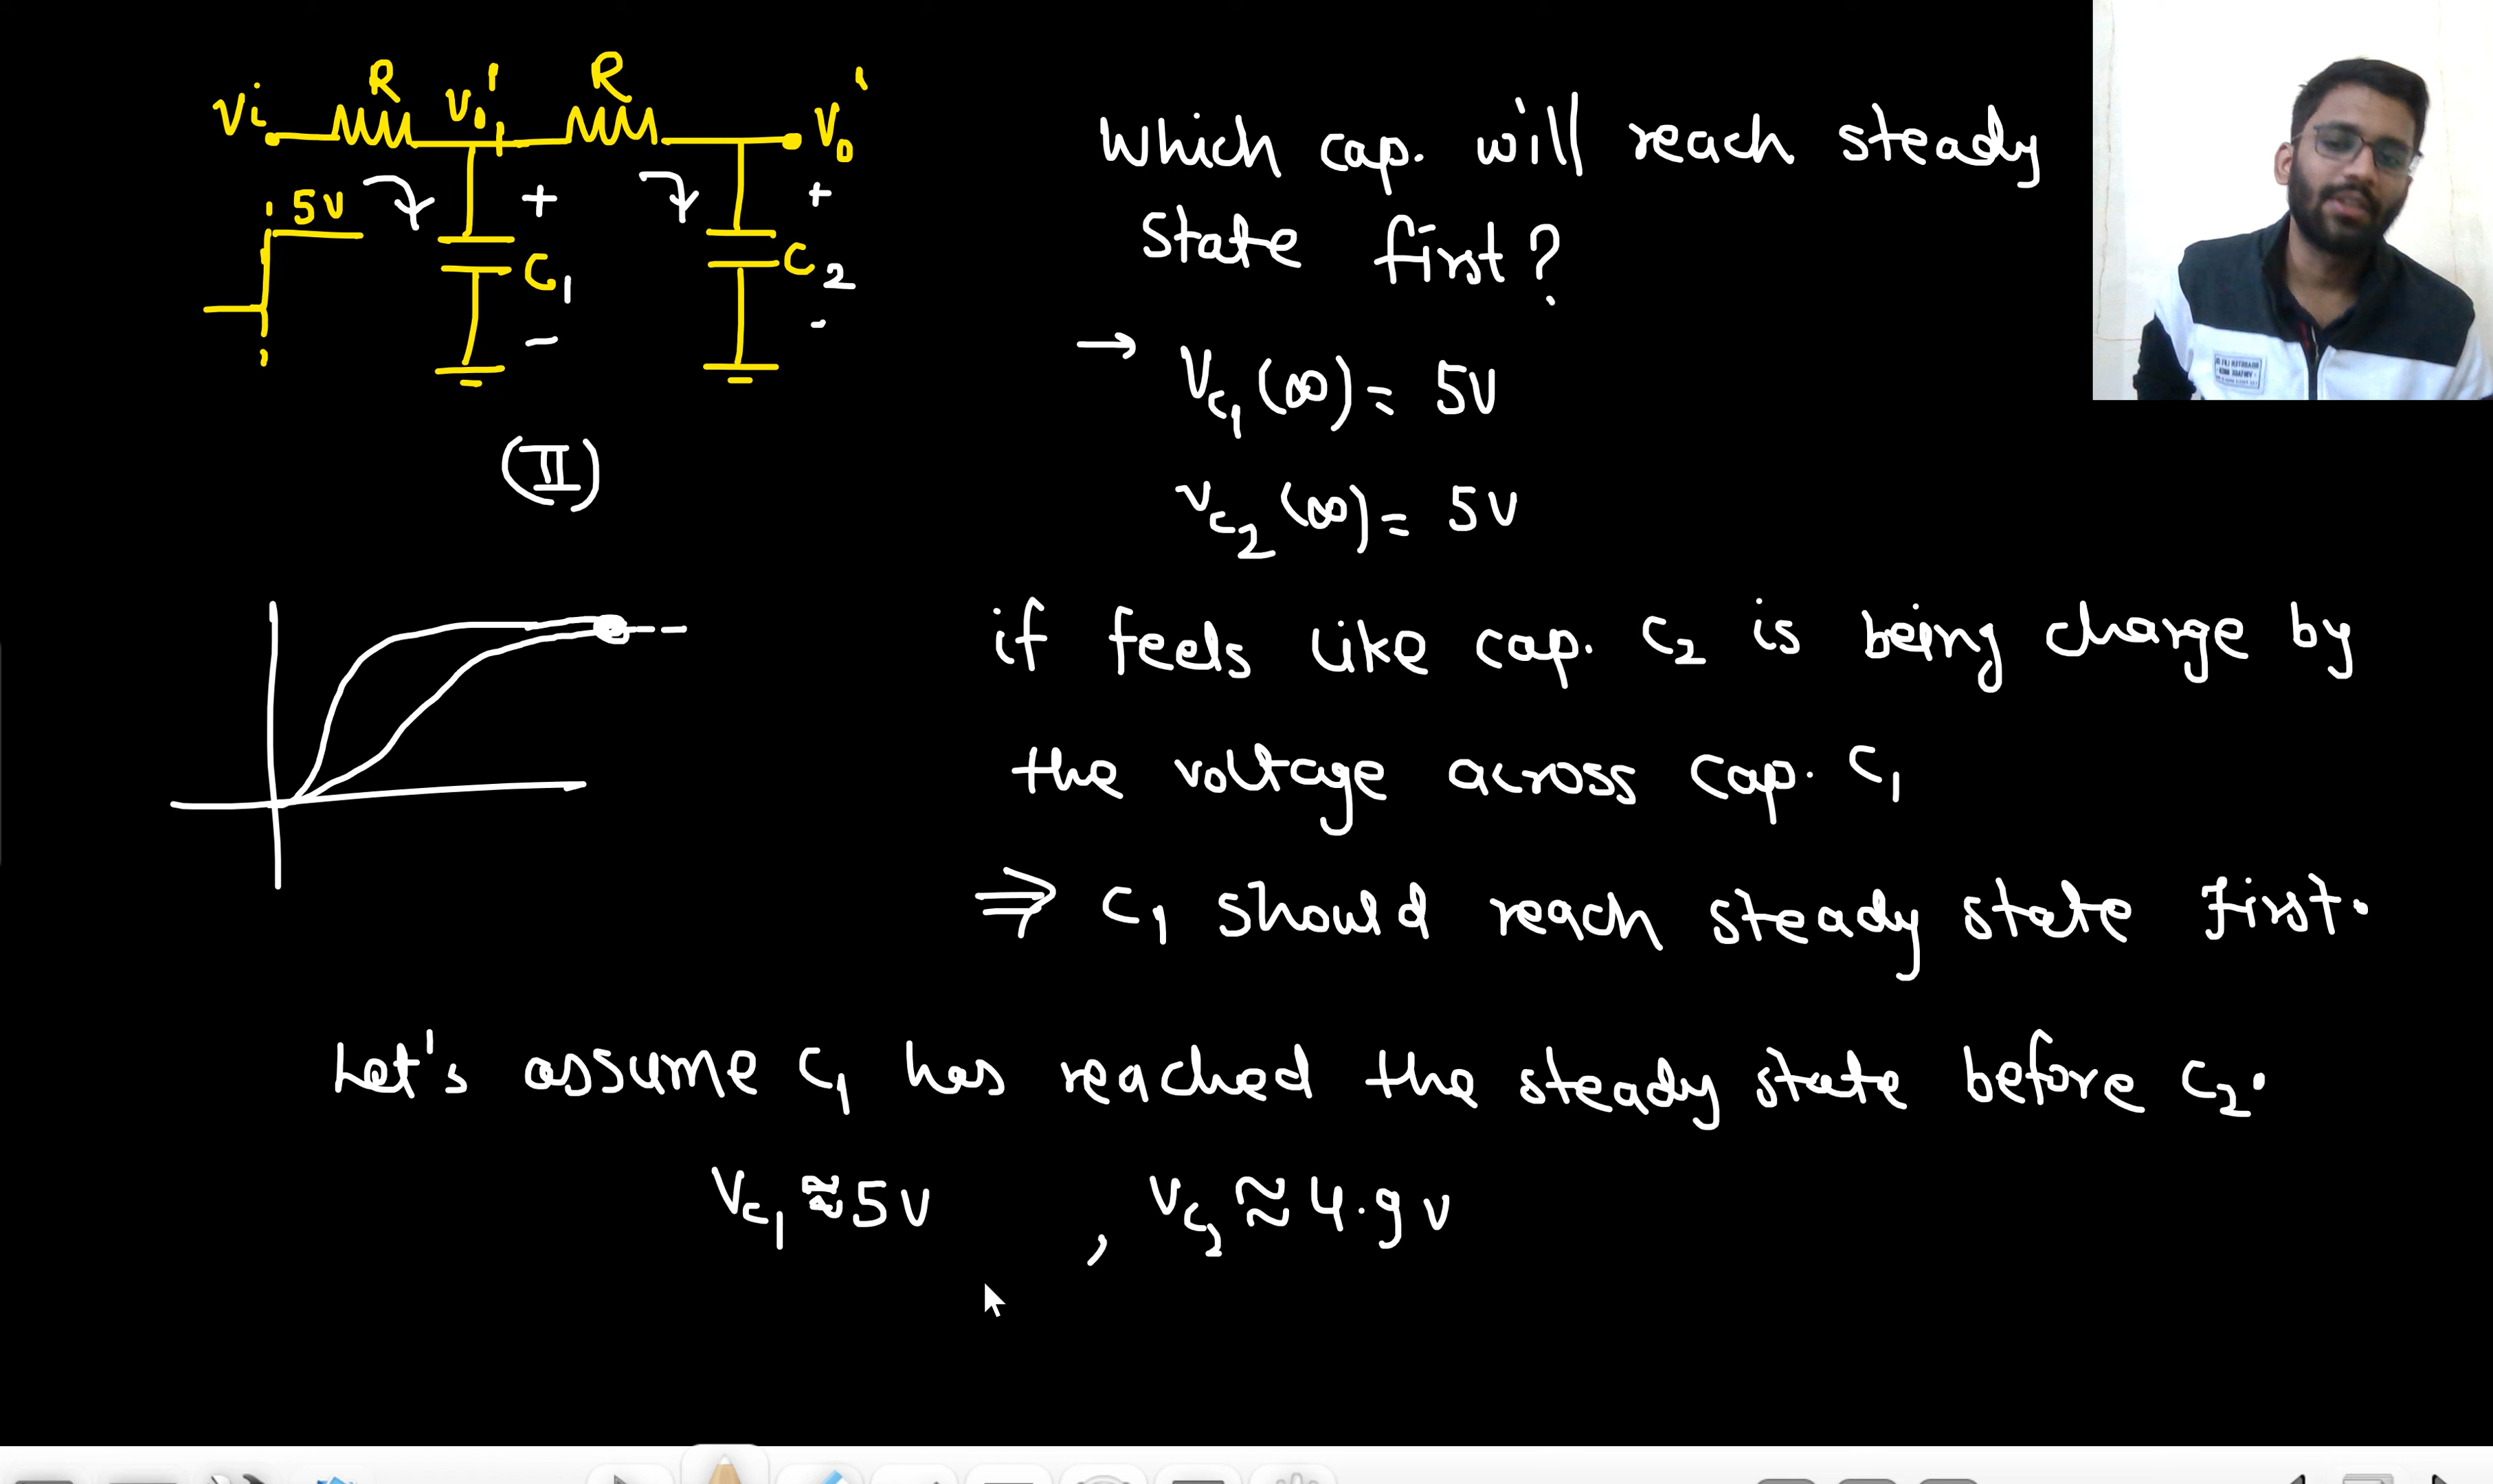 R R
Vi V01' V0'
5V + +
C1 C2
- -
(II)
Which cap. will reach steady
state first?
→ Vc1(∞) = 5V
Vc2(∞) = 5V
if feels like cap. C2 is being charge by
the voltage across cap. C1
⇒ C1 should reach steady state first.
Let's assume C1 has reached the steady state before C2.
Vc1 ≈ 5V , Vc2 ≈ 4.9V